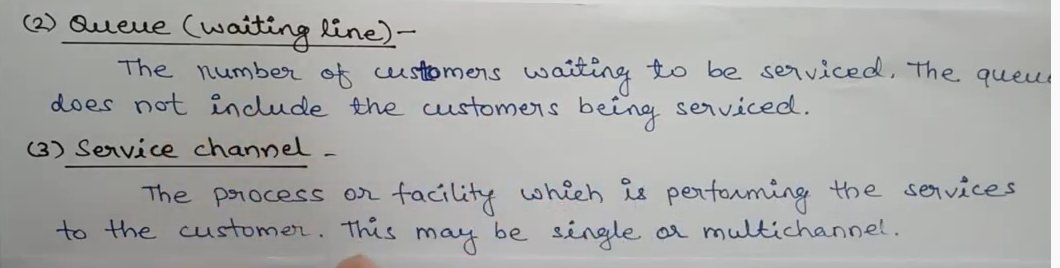 (2) Queue (waiting line)-
The number of customers waiting to be serviced. The queue
does not include the customers being serviced.
(3) Service channel -
The process or facility which is performing the services
to the customer. This may be single or multichannel.